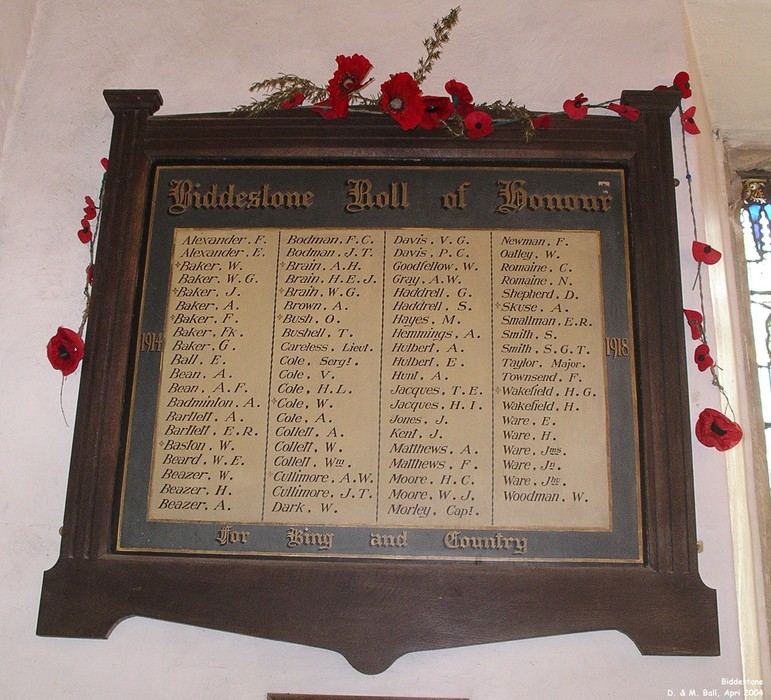 Biddestone Roll of Honour
1914
1918
Alexander. F.
Alexander. E.
+Baker. W.
Baker. W.G.
+Baker. J.
Baker. A.
+Baker. F.
Baker. Fk.
Baker. G.
Ball. E.
Bean. A.
Bean. A.F.
Badminton. A.
Bartlett. A.
Bartlett. E.R.
+Baston. W.
Beard. W.E.
Beazer. W.
Beazer. H.
Beazer. A.
Bodman. F.C.
Bodman. J.T.
+Brain. A.H.
Brain. H.E.J.
+Brain. W.G.
Brown. A.
+Bush. O.
Bushell. T.
Careless. Lieut.
Cole. Sergt.
Cole. V.
Cole. H.L.
+Cole. W.
Cole. A.
Collett. A.
Collett. W.
Collett. Wm.
Cullimore. A.W.
Cullimore. J.T.
Dark. W.
Davis. V.G.
Davis. P.C.
Goodfellow. W.
Gray. A.W.
Haddrell. G.
Haddrell. S.
Hayes. M.
Hemmings. A.
Hulbert. A.
Hulbert. E.
Hunt. A.
Jacques. T.E.
Jacques. H.I.
Jones. J.
Kent. J.
Matthews. A.
Matthews. F.
Moore. H.C.
Moore. W.J.
Morley. Capt.
Newman. F.
Oatley. W.
Romaine. C.
Romaine. N.
Shepherd. D.
+Skuse. A.
Smallman. E.R.
Smith. S.
Smith. S.G.T.
Taylor. Major.
Townsend. F.
+Wakefield. H.G.
Wakefield. H.
Ware. E.
Ware. H.
Ware. Jms.
Ware. Jn.
Ware. Jhy.
Woodman. W.
For King and Country
Biddestone
D. & M. Ball, April 2004